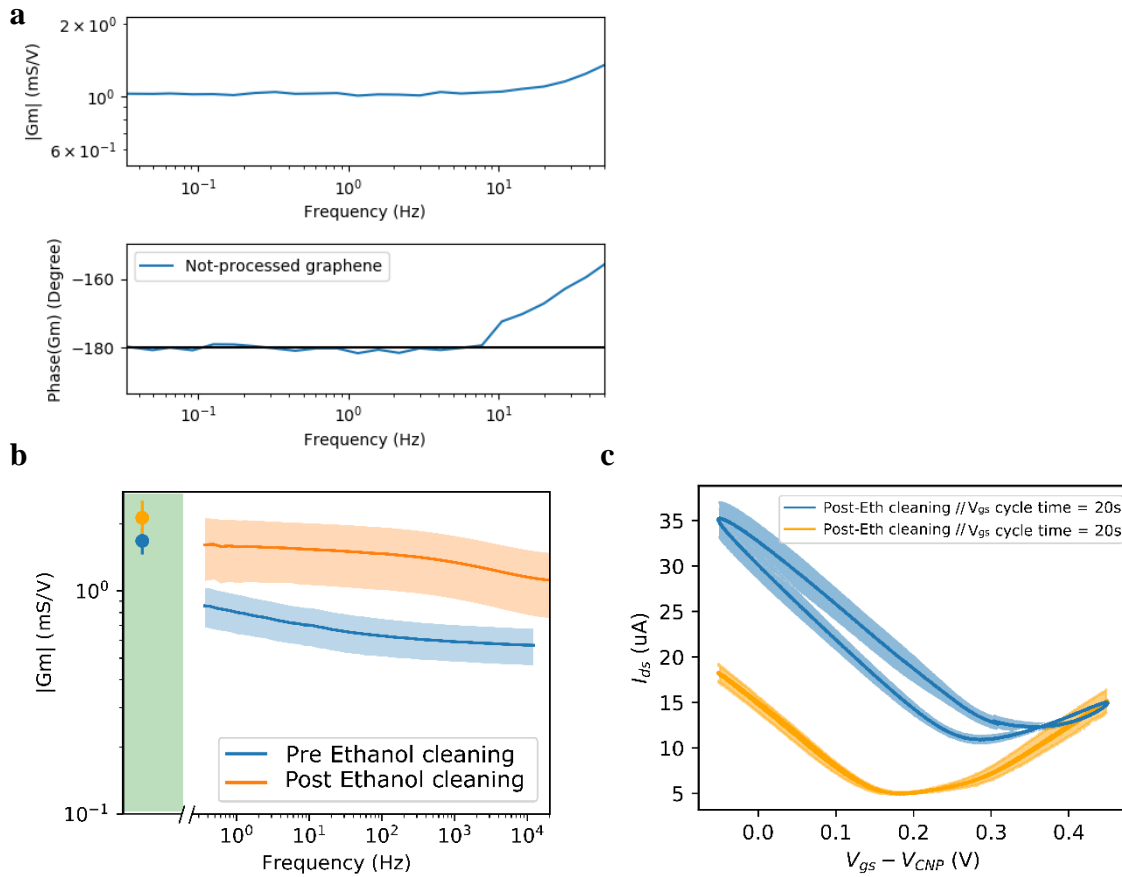 a
2 × 10⁰
10⁰
6 × 10⁻¹
|Gm| (mS/V)
10⁻¹ 10⁰ 10¹
Frequency (Hz)
Not-processed graphene
−160
−180
Phase(Gm) (Degree)
10⁻¹ 10⁰ 10¹
Frequency (Hz)
b
10⁰
10⁻¹
|Gm| (mS/V)
Pre Ethanol cleaning
Post Ethanol cleaning
10⁰ 10¹ 10² 10³ 10⁴
Frequency (Hz)
c
Post-Eth cleaning // Vgs cycle time = 20s
Post-Eth cleaning // Vgs cycle time = 20s
35
30
25
20
15
10
5
Ids (uA)
0.0 0.1 0.2 0.3 0.4
Vgs − VCNP (V)